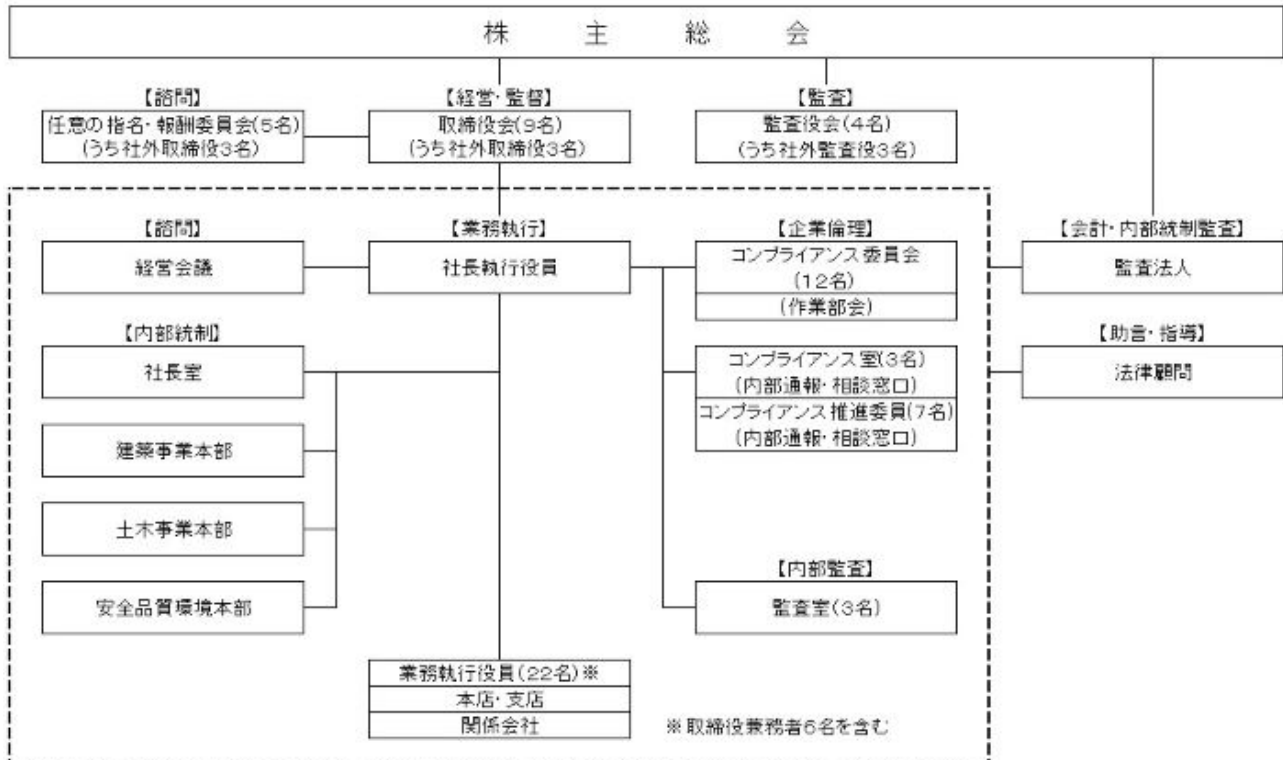 株主総会
【諮問】
任意の指名・報酬委員会(5名)
(うち社外取締役3名)
【経営・監督】
取締役会(9名)
(うち社外取締役3名)
【監査】
監査役会(4名)
(うち社外監査役3名)
【諮問】
経営会議
【業務執行】
社長執行役員
【企業倫理】
コンプライアンス委員会
(12名)
(作業部会)
【会計・内部統制監査】
監査法人
【内部統制】
社長室
コンプライアンス室(3名)
(内部通報・相談窓口)
コンプライアンス推進委員(7名)
(内部通報・相談窓口)
【助言・指導】
法律顧問
建築事業本部
土木事業本部
安全品質環境本部
【内部監査】
監査室(3名)
業務執行役員(22名)※
本店・支店
関係会社
※取締役兼務者6名を含む